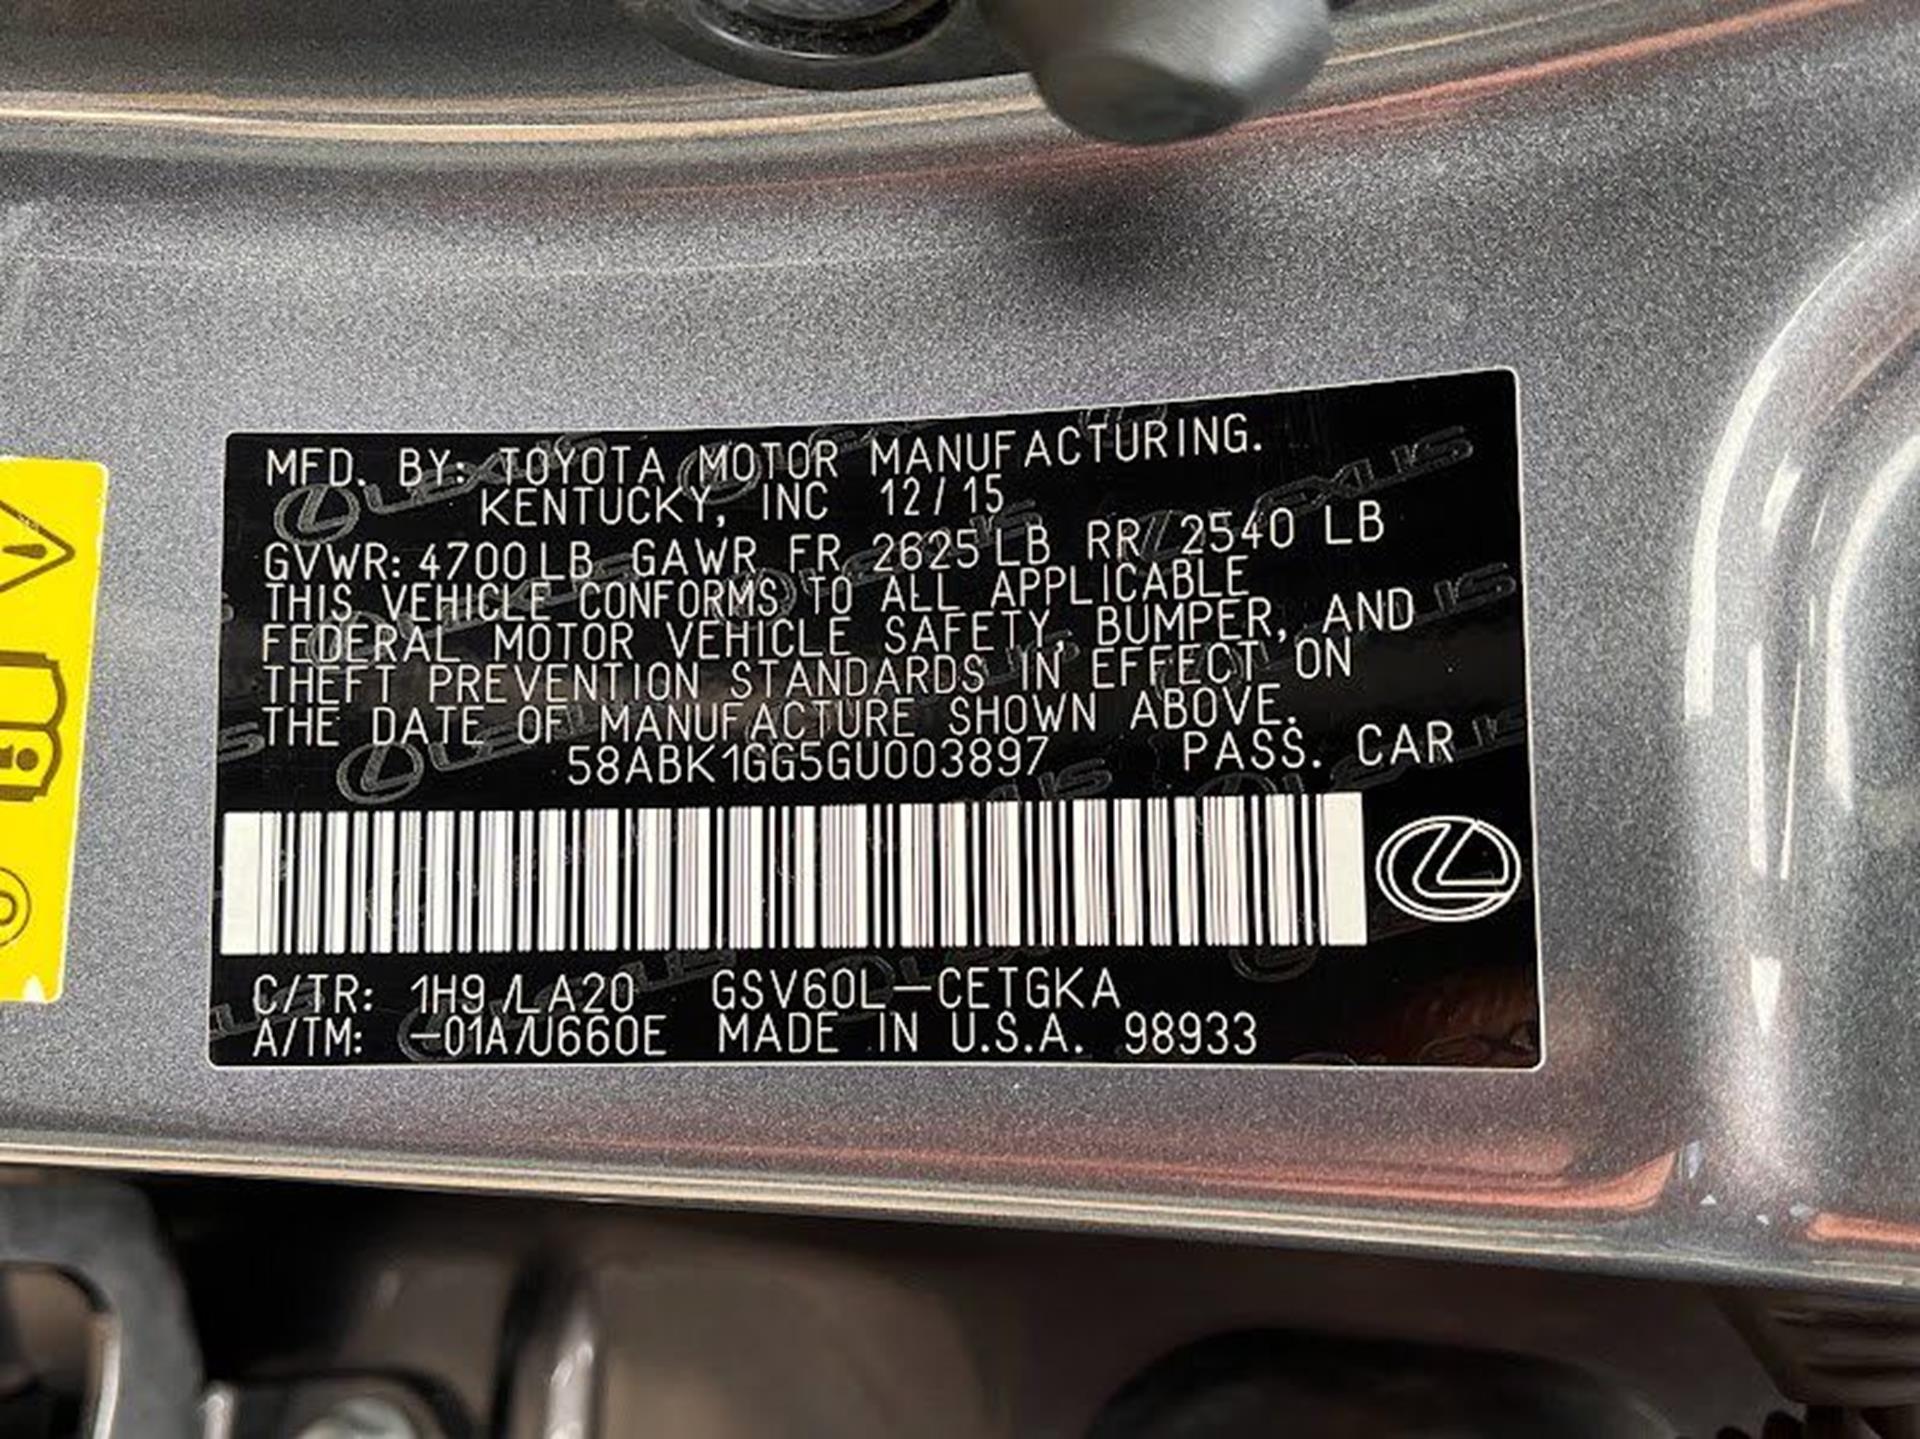 MFD. BY: TOYOTA MOTOR MANUFACTURING.
KENTUCKY, INC 12/15
GVWR: 4700LB GAWR FR 2625LB RR 2540 LB
THIS VEHICLE CONFORMS TO ALL APPLICABLE
FEDERAL MOTOR VEHICLE SAFETY, BUMPER, AND
THEFT PREVENTION STANDARDS IN EFFECT ON
THE DATE OF MANUFACTURE SHOWN ABOVE.
58ABK1GG5GU003897 PASS. CAR
C/TR: 1H9/LA20 GSV60L-CETGKA
A/TM: -01A/U660E MADE IN U.S.A. 98933